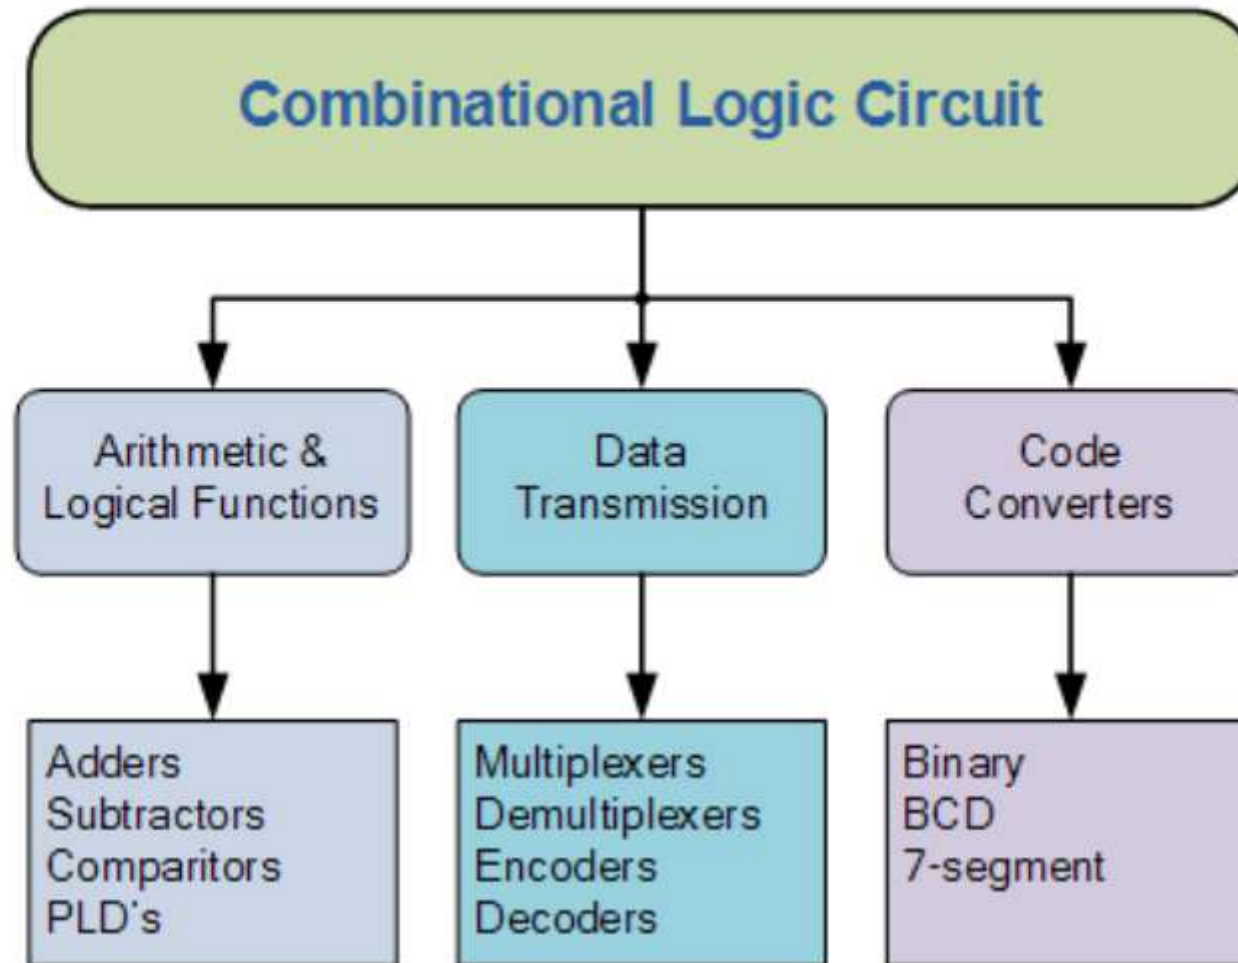 Combinational Logic Circuit
Arithmetic &
Logical Functions
Data
Transmission
Code
Converters
Adders
Subtractors
Comparitors
PLD's
Multiplexers
Demultiplexers
Encoders
Decoders
Binary
BCD
7-segment